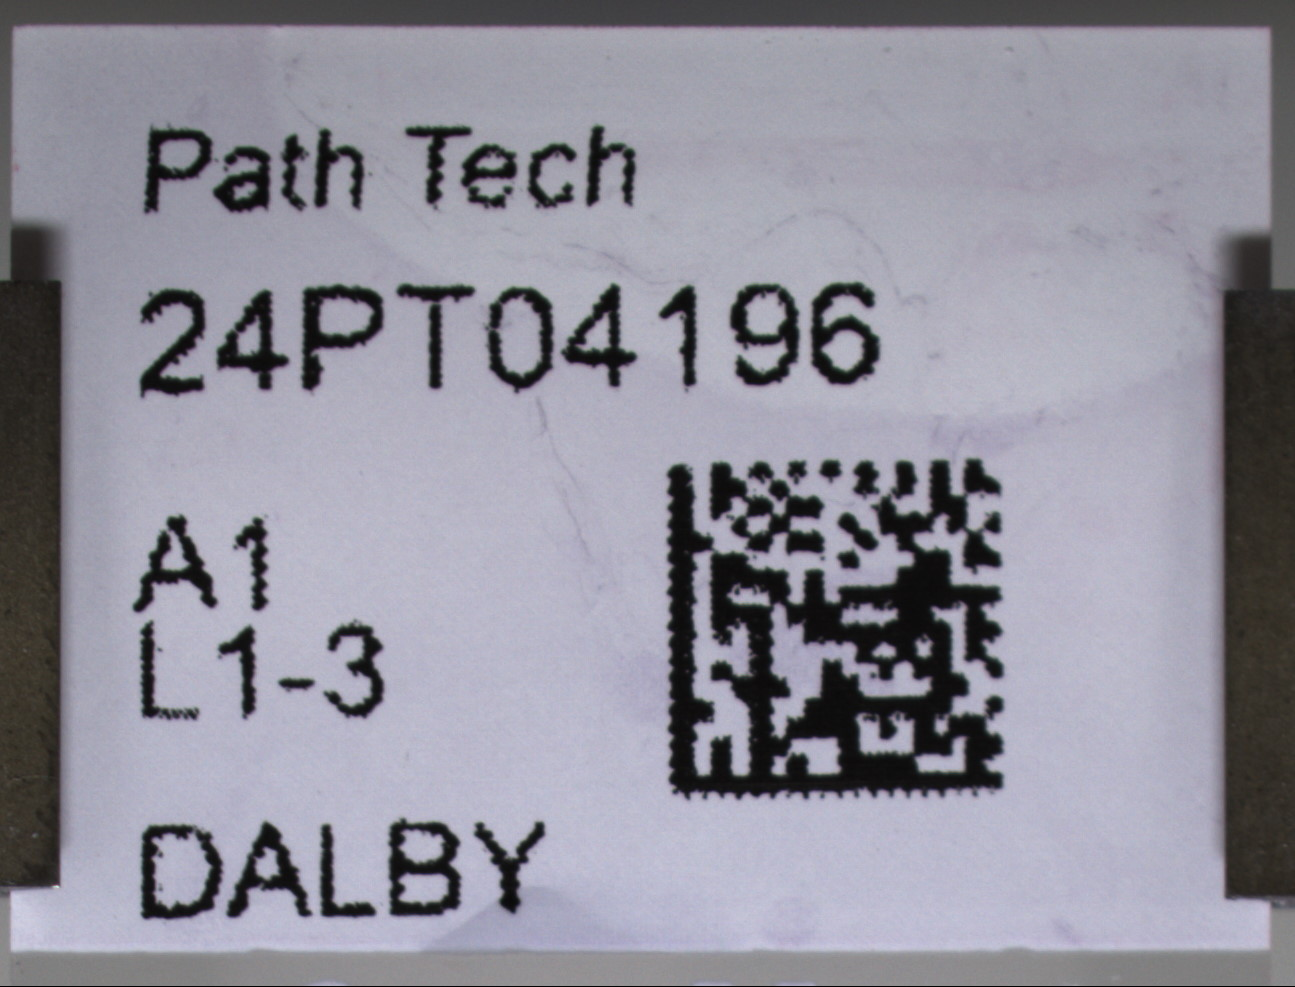 Path Tech
24PT04196
A1
L1-3
DALBY